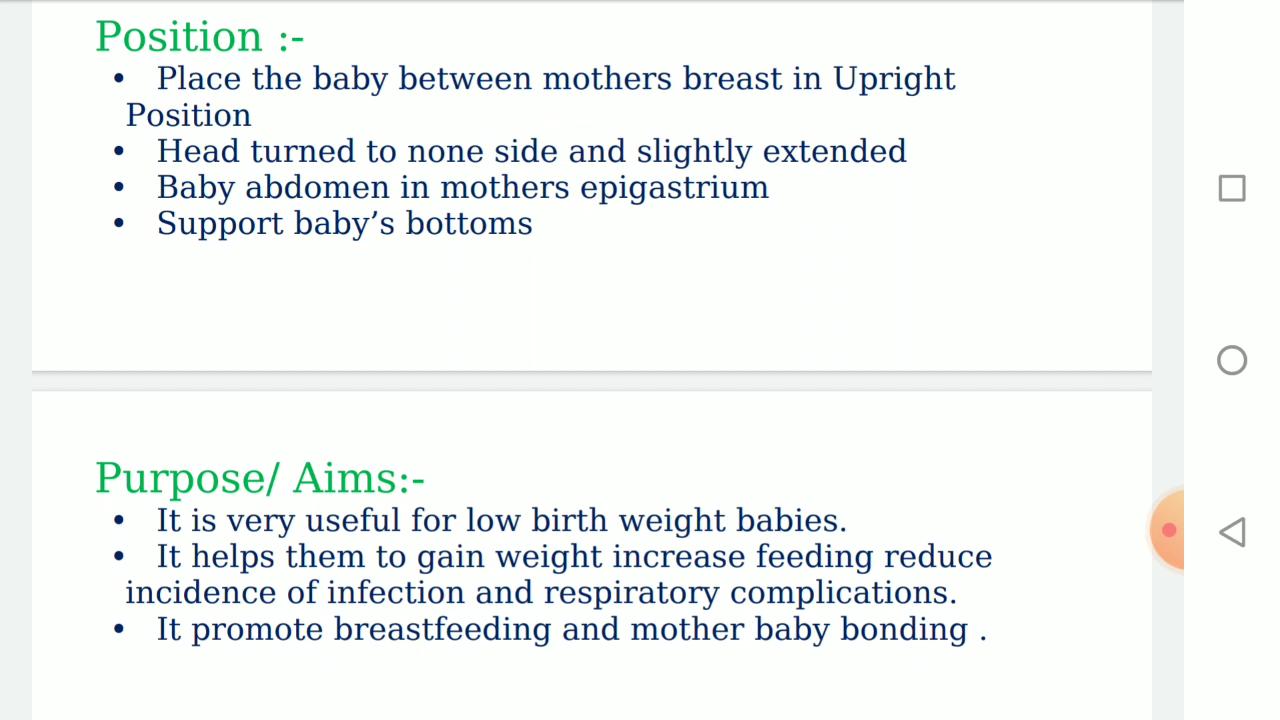 Position :-
• Place the baby between mothers breast in Upright
Position
• Head turned to none side and slightly extended
• Baby abdomen in mothers epigastrium
• Support baby’s bottoms
Purpose/ Aims:-
• It is very useful for low birth weight babies.
• It helps them to gain weight increase feeding reduce
incidence of infection and respiratory complications.
• It promote breastfeeding and mother baby bonding .